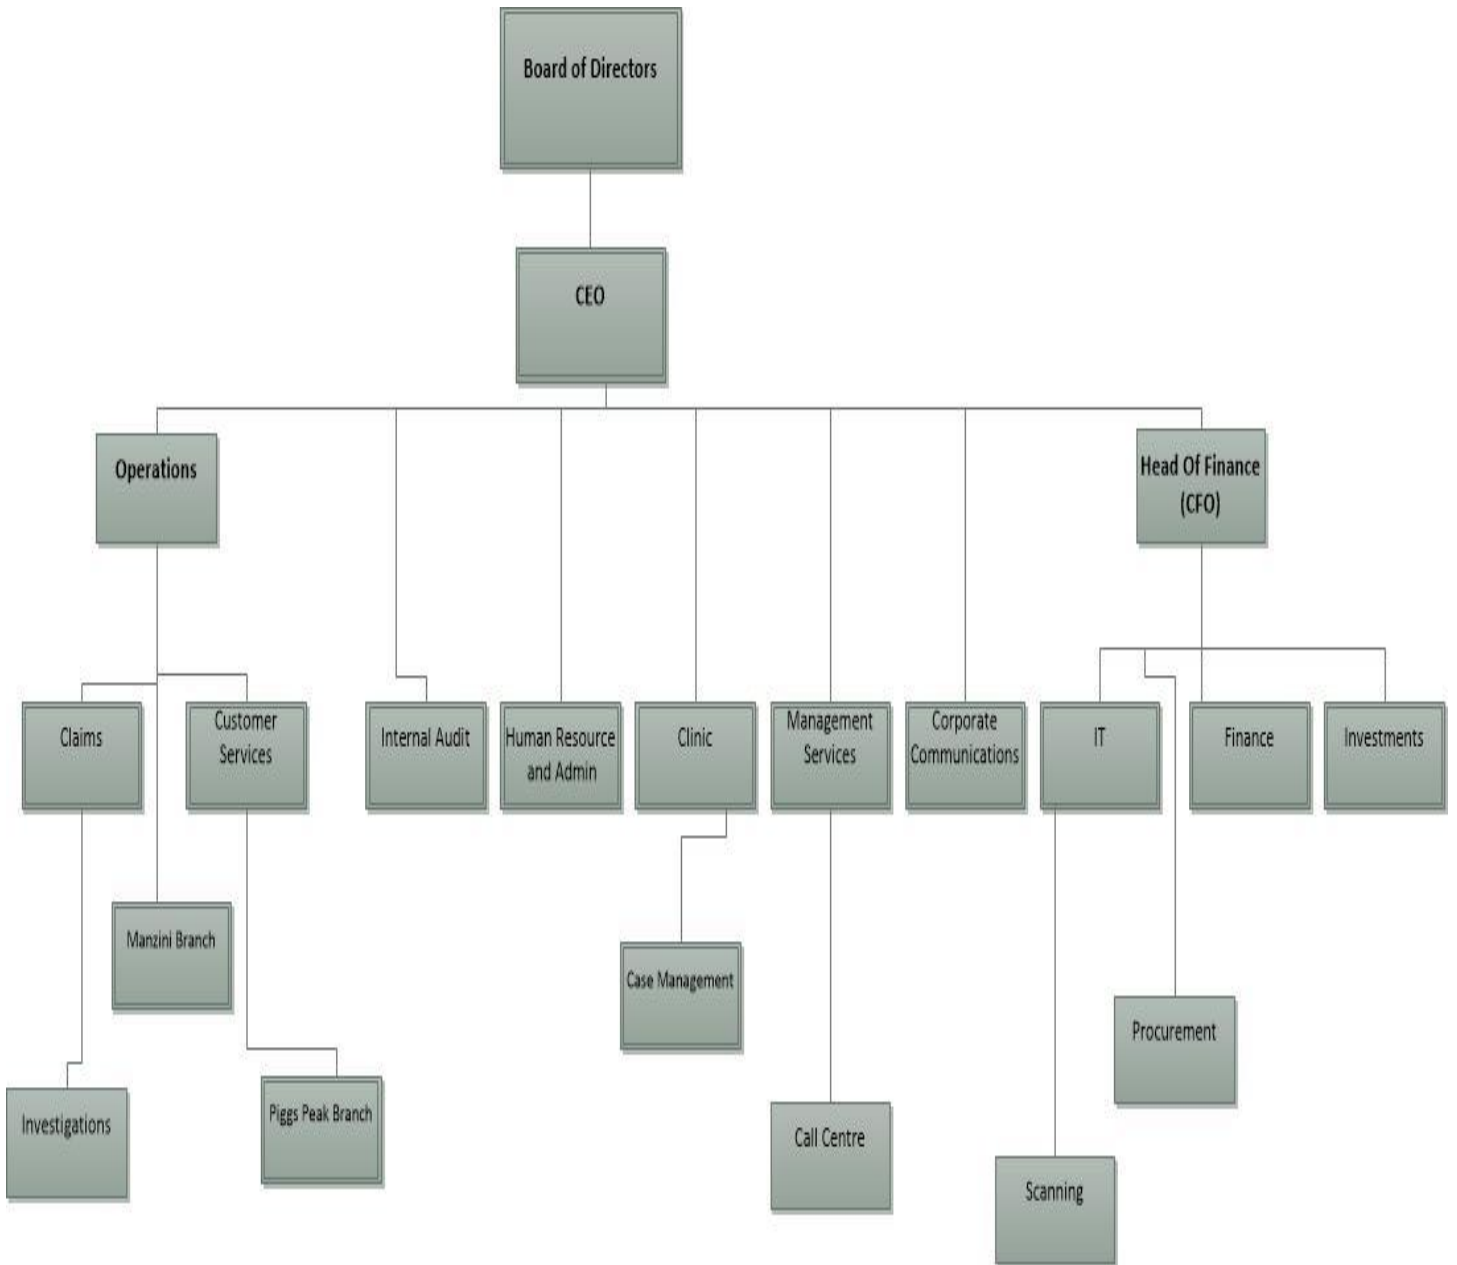 Board of Directors
CEO
Operations
Head Of Finance
(CFO)
Claims
Customer
Services
Internal Audit
Human Resource
and Admin
Clinic
Management
Services
Corporate
Communications
IT
Finance
Investments
Manzini Branch
Case Management
Procurement
Investigations
Piggs Peak Branch
Call Centre
Scanning